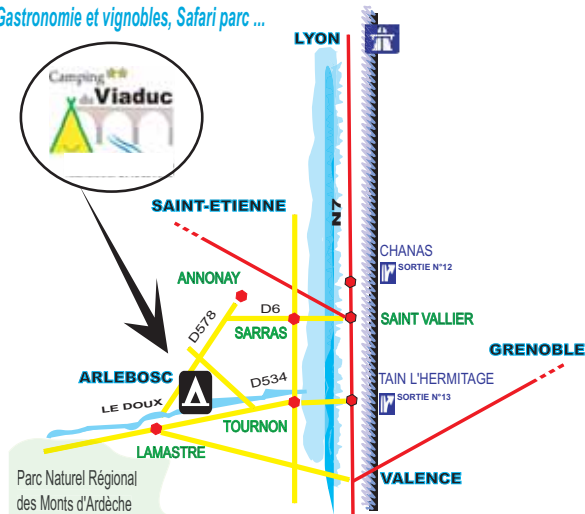 Gastronomie et vignobles, Safari parc ...
LYON
Camping
du Viaduc
SAINT-ETIENNE
N7
CHANAS
SORTIE N°12
ANNONAY
D578
D6
SARRAS
SAINT VALLIER
GRENOBLE
ARLEBOSC
D534
TAIN L'HERMITAGE
SORTIE N°13
LE DOUX
TOURNON
LAMASTRE
VALENCE
Parc Naturel Régional
des Monts d'Ardèche